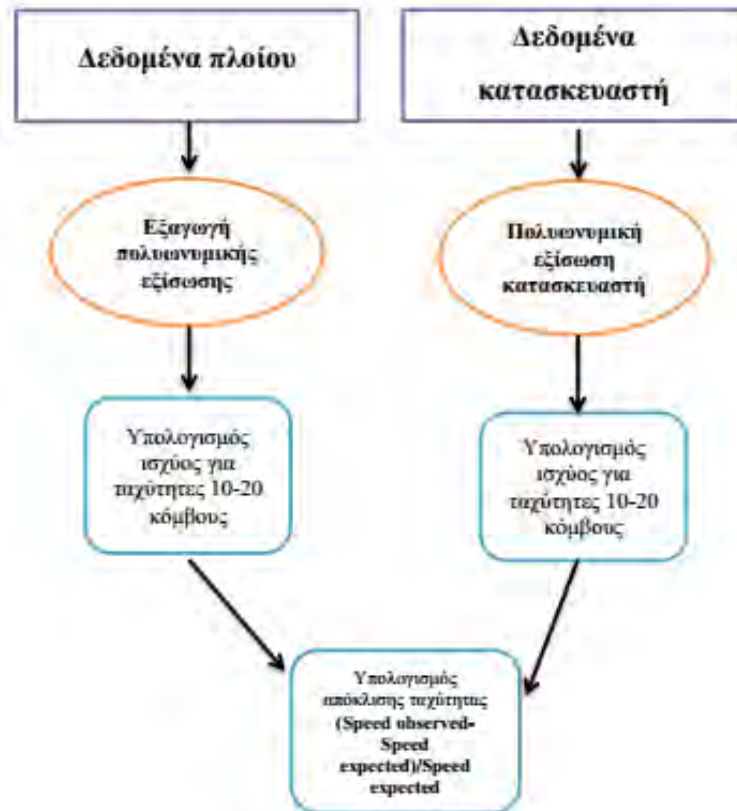 Δεδομένα πλοίου
Δεδομένα
κατασκευαστή
Εξαγωγή
πολυωνυμικής
εξίσωσης
Πολυωνυμική
εξίσωση
κατασκευαστή
Υπολογισμός
ισχύος για
ταχύτητες 10-20
κόμβους
Υπολογισμός
ισχύος για
ταχύτητες 10-20
κόμβους
Υπολογισμός
απόκλισης ταχύτητας
(Speed observed-
Speed
expected)/Speed
expected